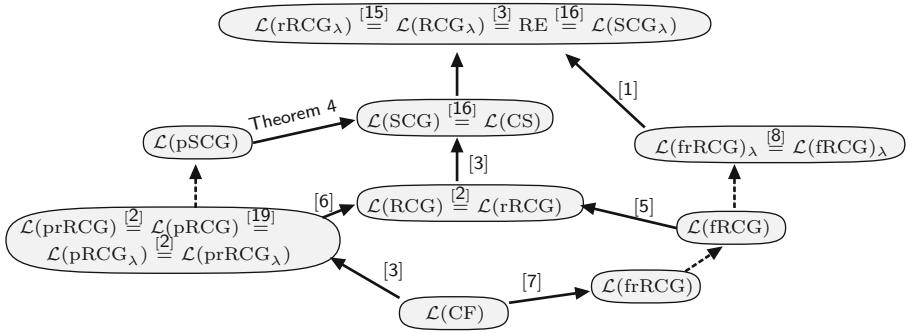 ℒ(rRCG_λ) [15]= ℒ(RCG_λ) [3]= RE [16]= ℒ(SCG_λ)
[1]
Theorem 4
ℒ(SCG) [16]= ℒ(CS)
ℒ(pSCG)
ℒ(frRCG)_λ [8]= ℒ(fRCG)_λ
[3]
[6]
ℒ(RCG) [2]= ℒ(rRCG)
[5]
ℒ(prRCG) [2]= ℒ(pRCG) [19]=
ℒ(pRCG_λ) [2]= ℒ(prRCG_λ)
ℒ(fRCG)
[3]
[7]
ℒ(frRCG)
ℒ(CF)